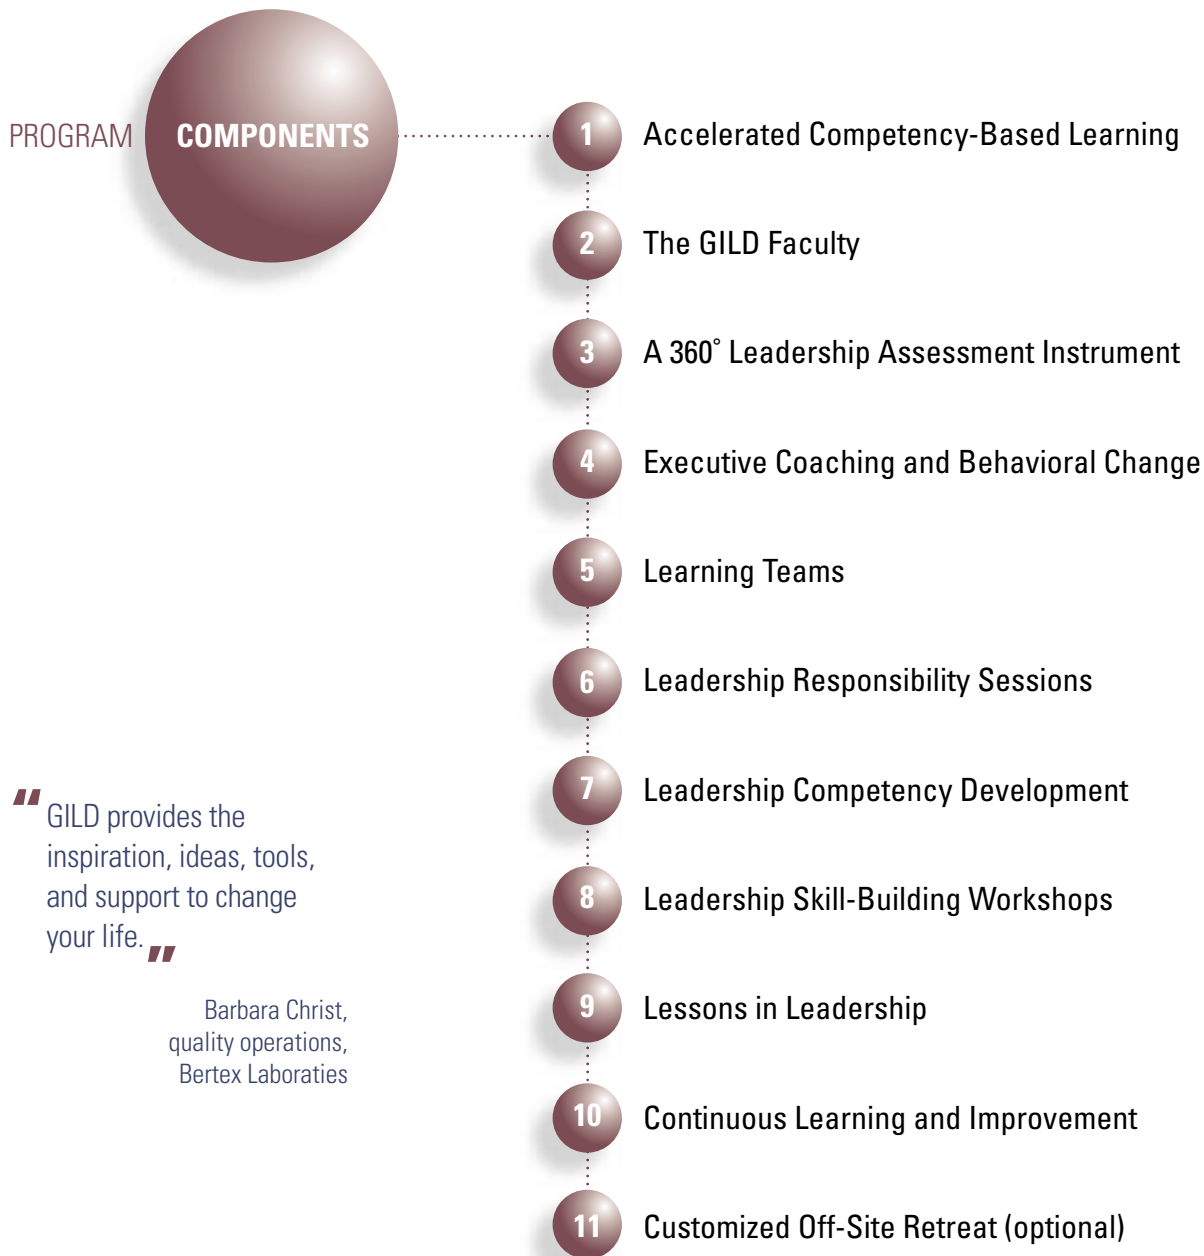 PROGRAM COMPONENTS
1 Accelerated Competency-Based Learning
2 The GILD Faculty
3 A 360˚ Leadership Assessment Instrument
4 Executive Coaching and Behavioral Change
5 Learning Teams
6 Leadership Responsibility Sessions
7 Leadership Competency Development
8 Leadership Skill-Building Workshops
9 Lessons in Leadership
10 Continuous Learning and Improvement
11 Customized Off-Site Retreat (optional)
"GILD provides the
inspiration, ideas, tools,
and support to change
your life."
Barbara Christ,
quality operations,
Bertex Laboraties